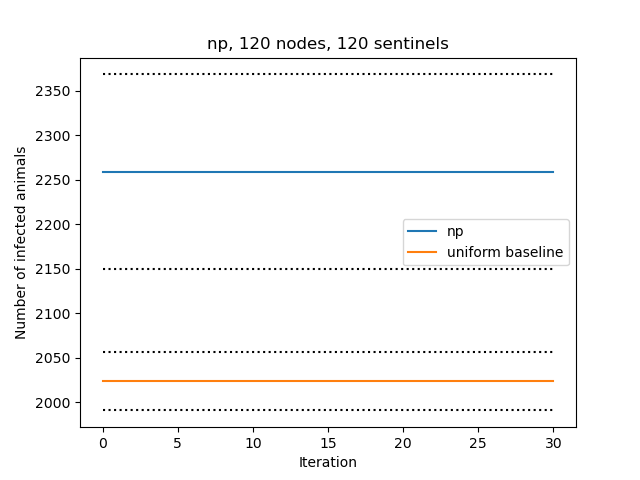 np, 120 nodes, 120 sentinels
Number of infected animals
2350
2300
2250
2200
2150
2100
2050
2000
np
uniform baseline
0 5 10 15 20 25 30
Iteration